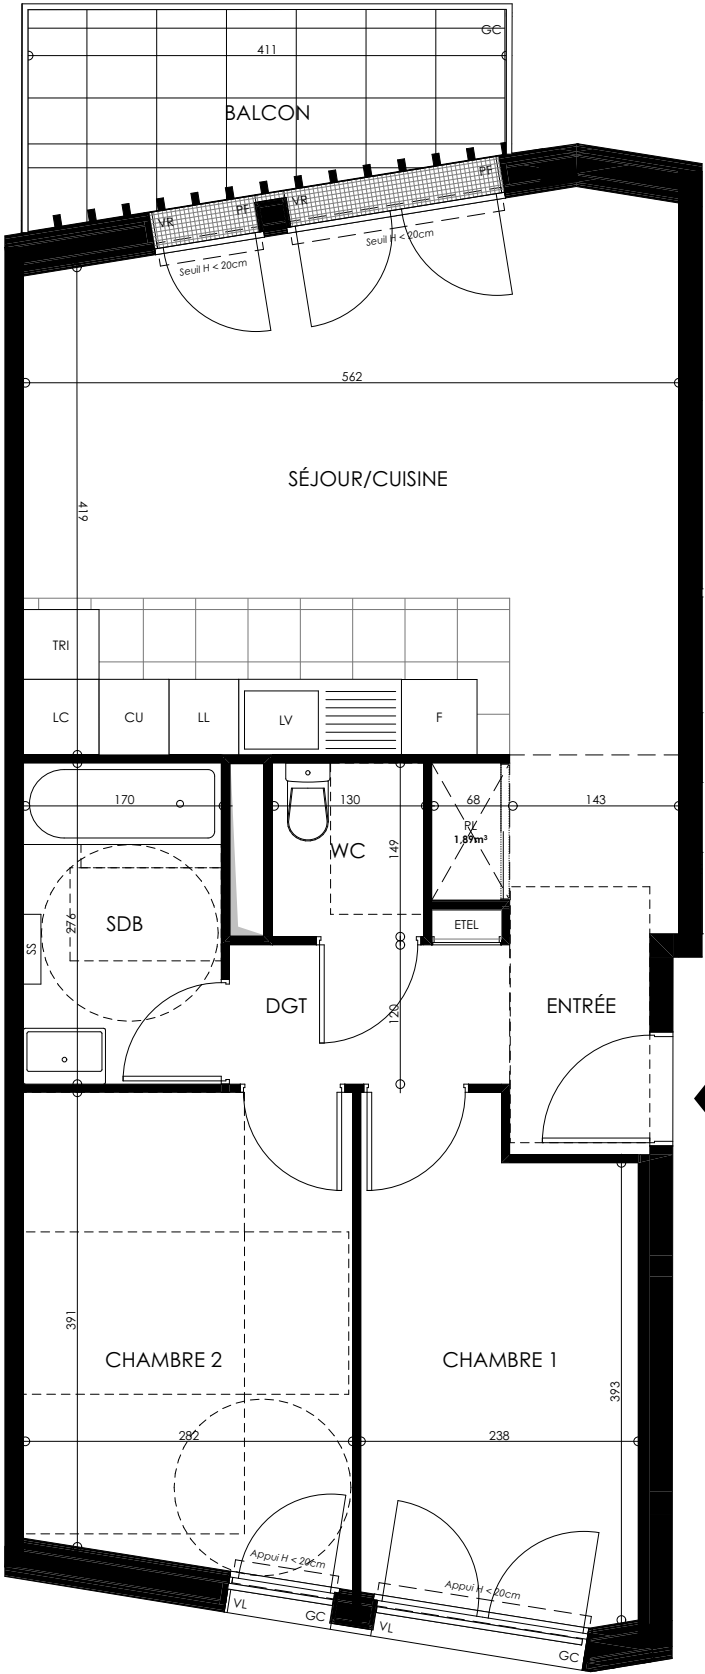 GC
411
BALCON
PF
VR
PF
VR
Seuil H < 20cm
Seuil H < 20cm
562
SÉJOUR/CUISINE
419
TRI
LC
CU
LL
LV
F
170
130
68
143
RL
1,89m³
WC
149
276
SDB
SS
ETEL
DGT
120
ENTRÉE
391
CHAMBRE 2
CHAMBRE 1
393
282
238
Appui H < 20cm
Appui H < 20cm
VL
GC
VL
GC